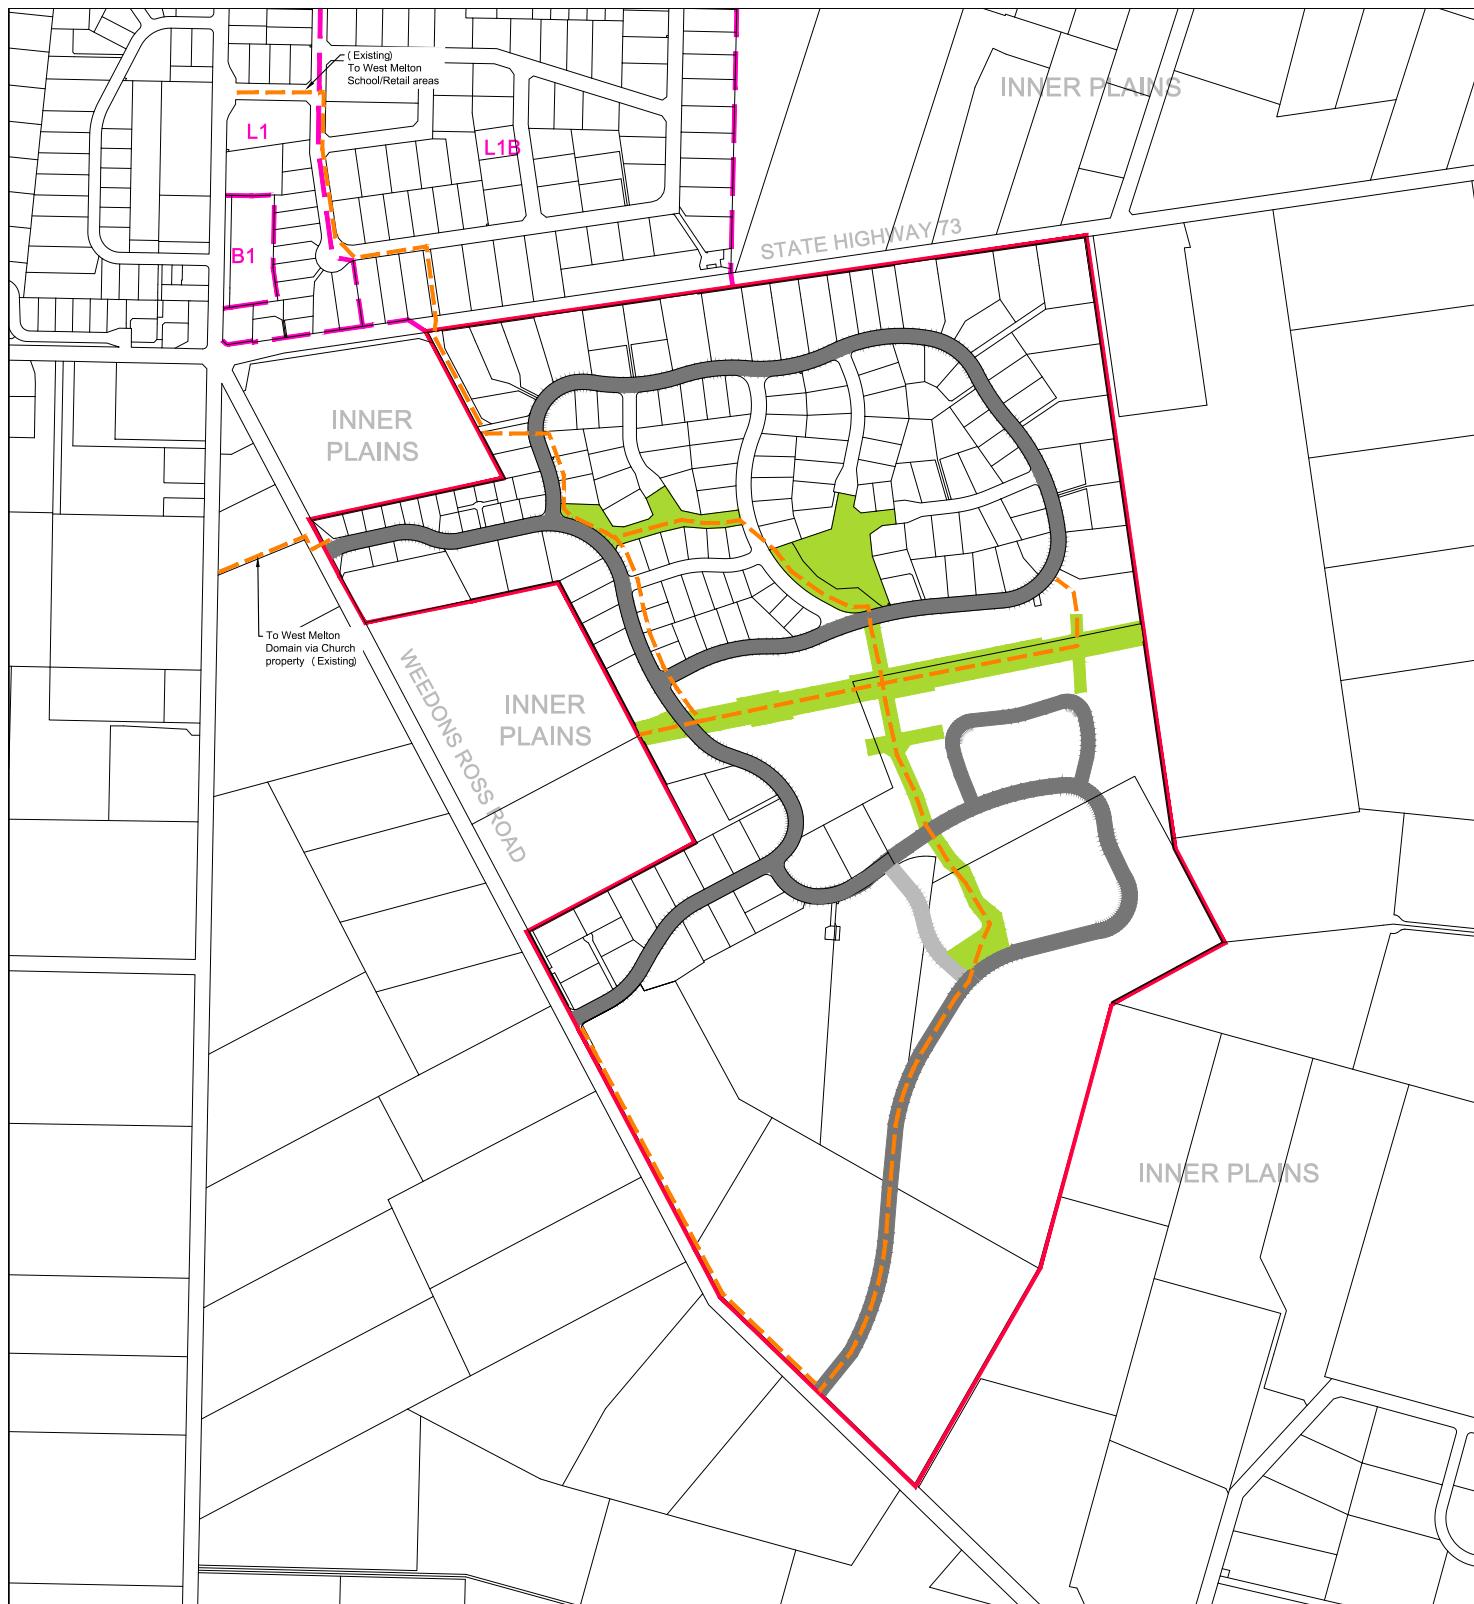 ( Existing)
To West Melton
School/Retail areas
L1
L1B
B1
INNER PLAINS
STATE HIGHWAY 73
INNER
PLAINS
To West Melton
Domain via Church
property ( Existing)
WEEDONS ROSS ROAD
INNER
PLAINS
INNER PLAINS